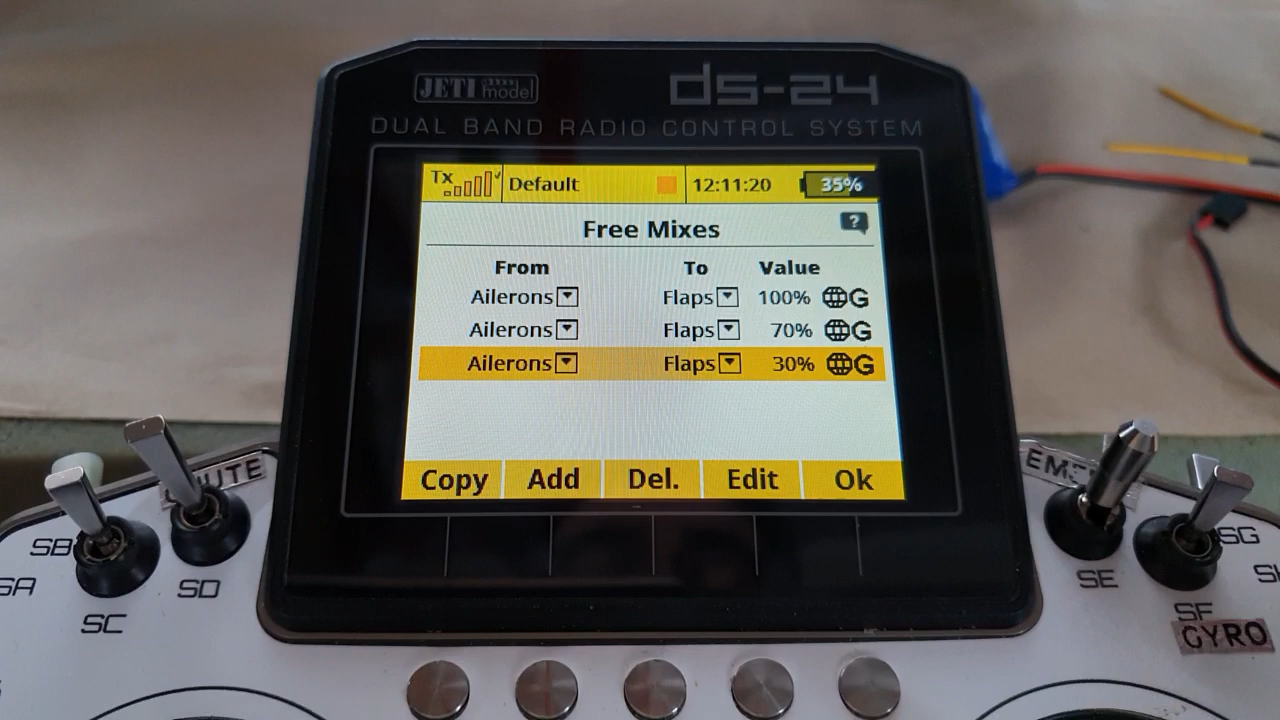 JETI model
ds-24
DUAL BAND RADIO CONTROL SYSTEM
Tx Default 12:11:20 35%
Free Mixes ?
From To Value
Ailerons Flaps 100% G
Ailerons Flaps 70% G
Ailerons Flaps 30% G
Copy Add Del. Edit Ok
SB
SA
SC
SD
SE
SG
SF
GYRO